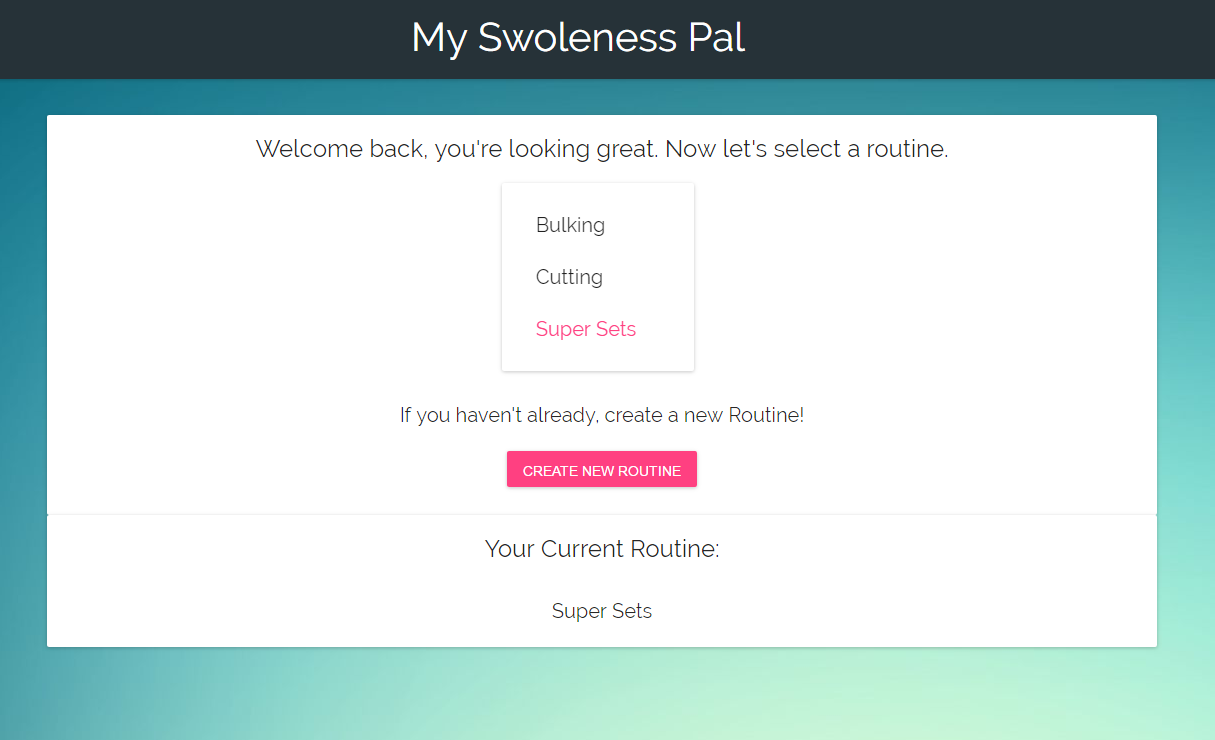 My Swoleness Pal
Welcome back, you're looking great. Now let's select a routine.
Bulking
Cutting
Super Sets
If you haven't already, create a new Routine!
CREATE NEW ROUTINE
Your Current Routine:
Super Sets